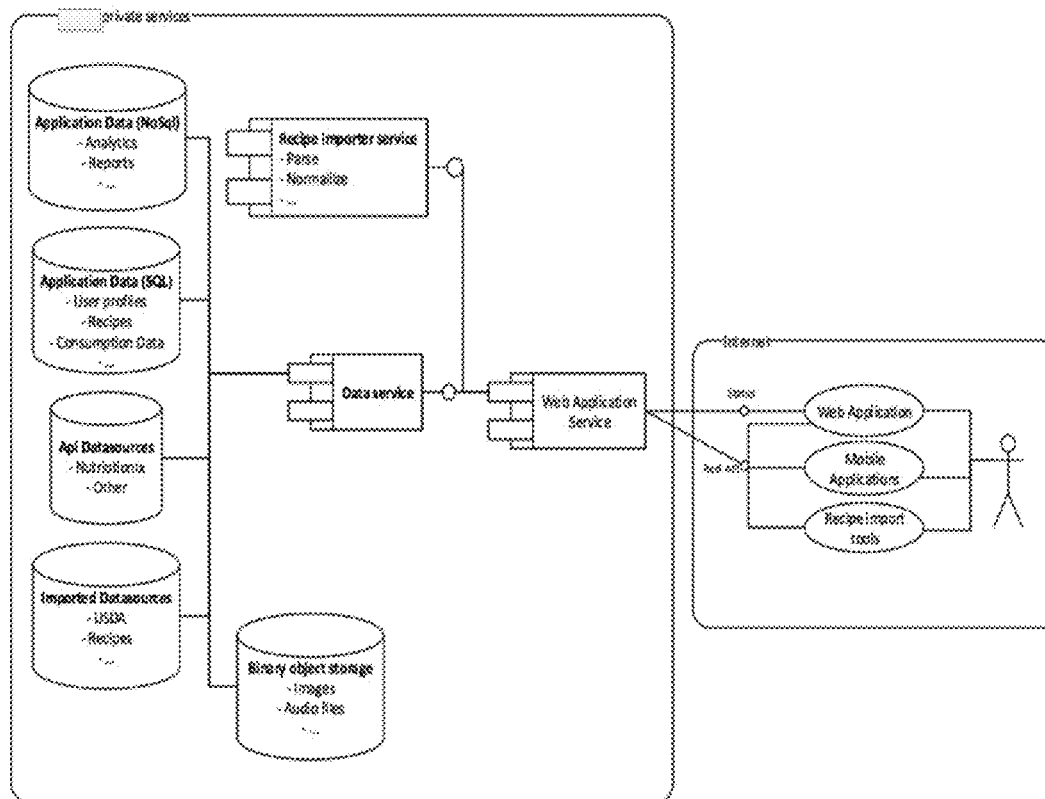 private services
Application Data (NoSql)
- Analytics
- Reports
- ...
Recipe Importer service
- Parse
- Normalize
- ...
Application Data (SQL)
- User profiles
- Recipes
- Consumption Data
- ...
Data service
Web Application
Service
Api Datasources
- Other
Imported Datasources
- USDA
- Recipes
- ...
Binary object storage
- Images
- Audio files
- ...
Internet
Web Application
Mobile
Applications
Recipe import
tools